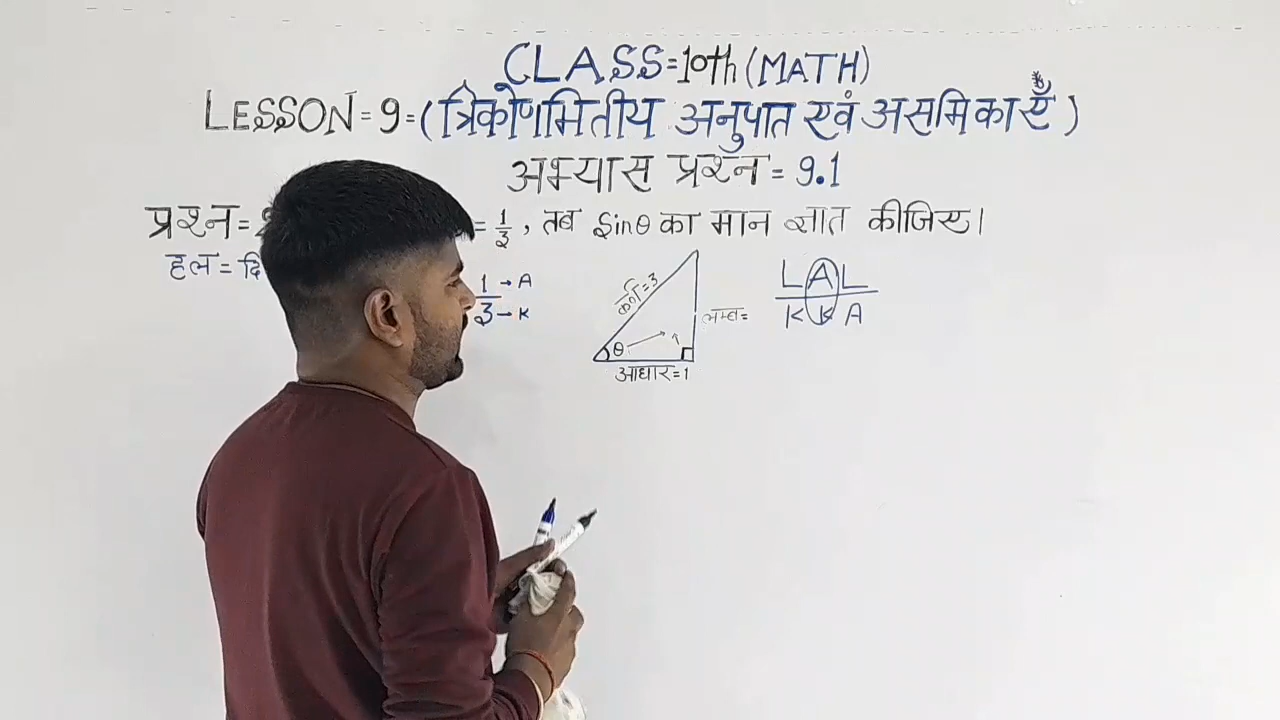 CLASS=10th (MATH)
LESSON=9=(त्रिकोणमितीय अनुपात एवं असमिकाएँ)
अभ्यास प्रश्न=9.1
प्रश्न= = 1/3, तब sinθ का मान ज्ञात कीजिए।
हल=
1 → A
3 → K
कर्ण=3
लम्ब=
θ
आधार=1
L A L
K K A